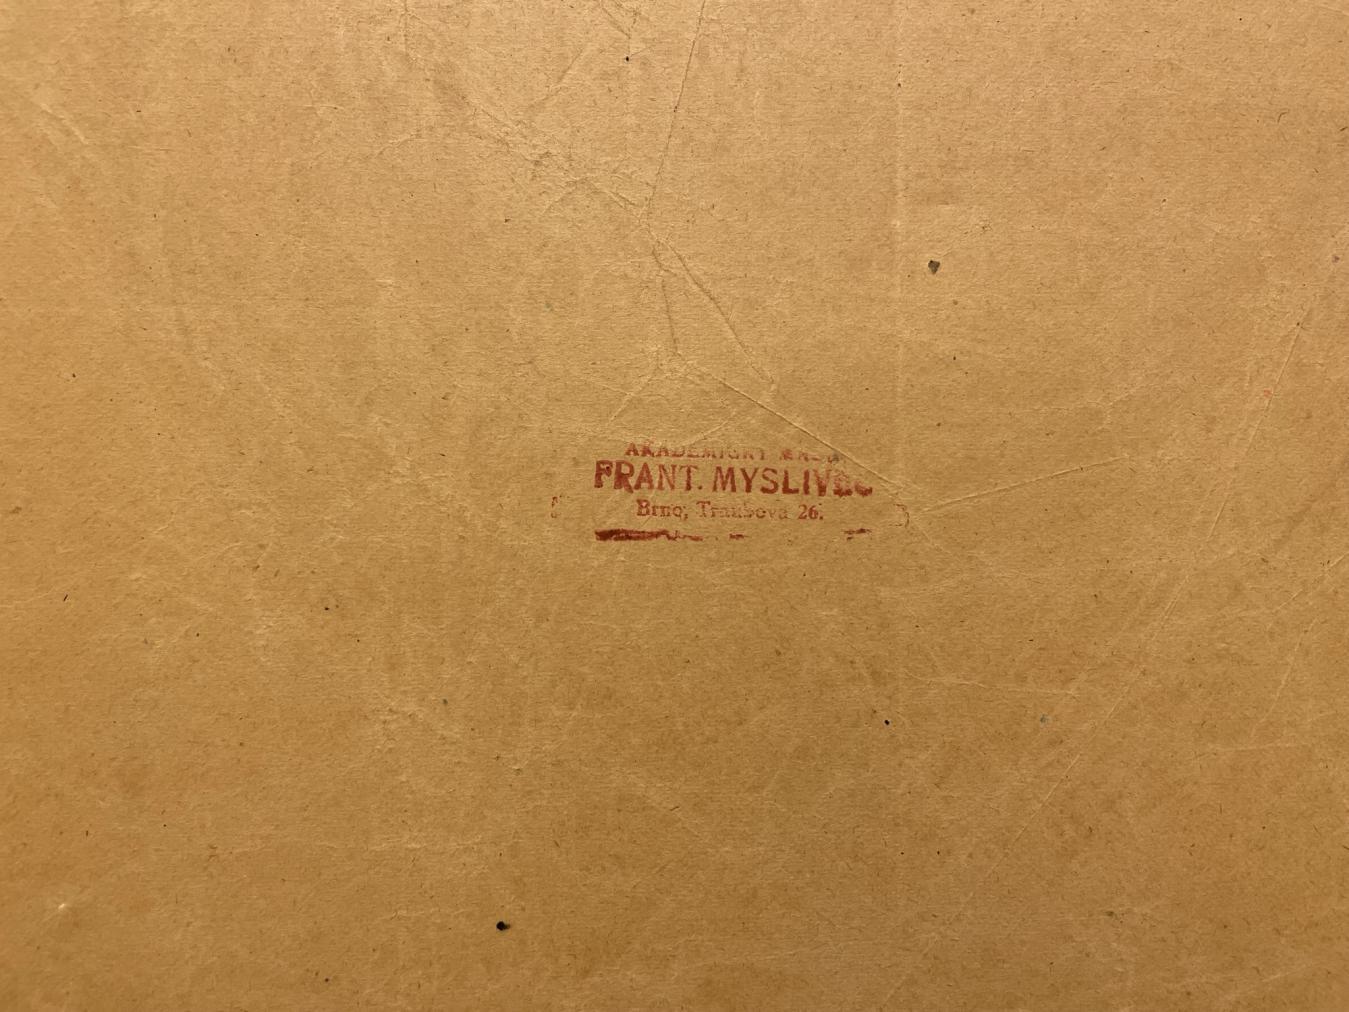 AKADEMICKÝ
FRANT. MYSLIVEC
Brno, Traubova 26.